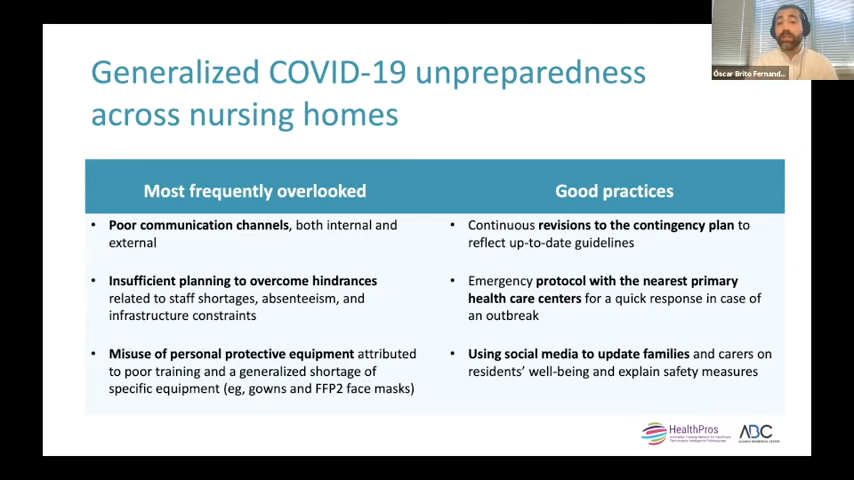 Óscar Brito Fernand...
Generalized COVID-19 unpreparedness
across nursing homes
Most frequently overlooked
Good practices
• Poor communication channels, both internal and
external
• Insufficient planning to overcome hindrances
related to staff shortages, absenteeism, and
infrastructure constraints
• Misuse of personal protective equipment attributed
to poor training and a generalized shortage of
specific equipment (eg, gowns and FFP2 face masks)
• Continuous revisions to the contingency plan to
reflect up-to-date guidelines
• Emergency protocol with the nearest primary
health care centers for a quick response in case of
an outbreak
• Using social media to update families and carers on
residents' well-being and explain safety measures
HealthPros
ABC